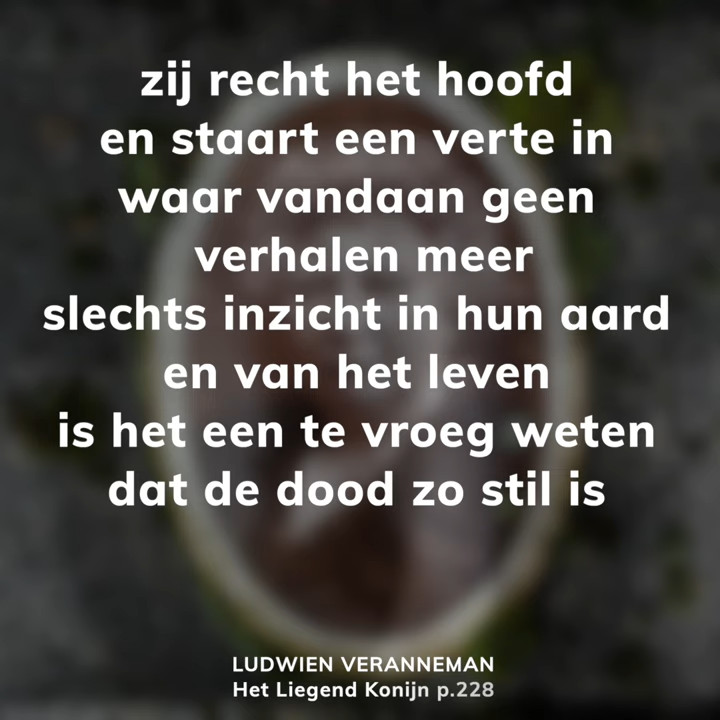 zij recht het hoofd
en staart een verte in
waar vandaan geen
verhalen meer
slechts inzicht in hun aard
en van het leven
is het een te vroeg weten
dat de dood zo stil is
LUDWIEN VERANNEMAN
Het Liegend Konijn p.228